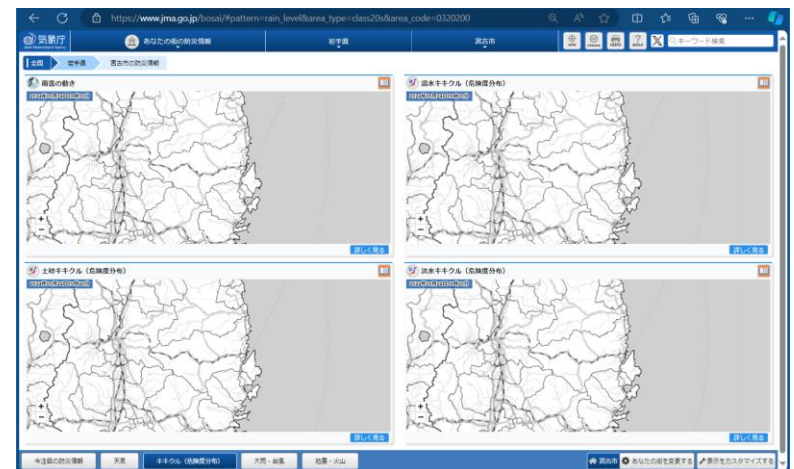 https://www.jma.go.jp/bosai/#pattern=rain_level&area_type=class20s&area_code=0320200
気象庁
あなたの街の防災情報
岩手県
宮古市
HELP
キーワード検索
全国
岩手県
宮古市の防災情報
雨雲の動き
浸水キキクル（危険度分布）
詳しく見る
詳しく見る
土砂キキクル（危険度分布）
洪水キキクル（危険度分布）
詳しく見る
詳しく見る
今注目の防災情報
天気
キキクル（危険度分布）
大雨・台風
地震・火山
宮古市
あなたの街を変更する
表示をカスタマイズする